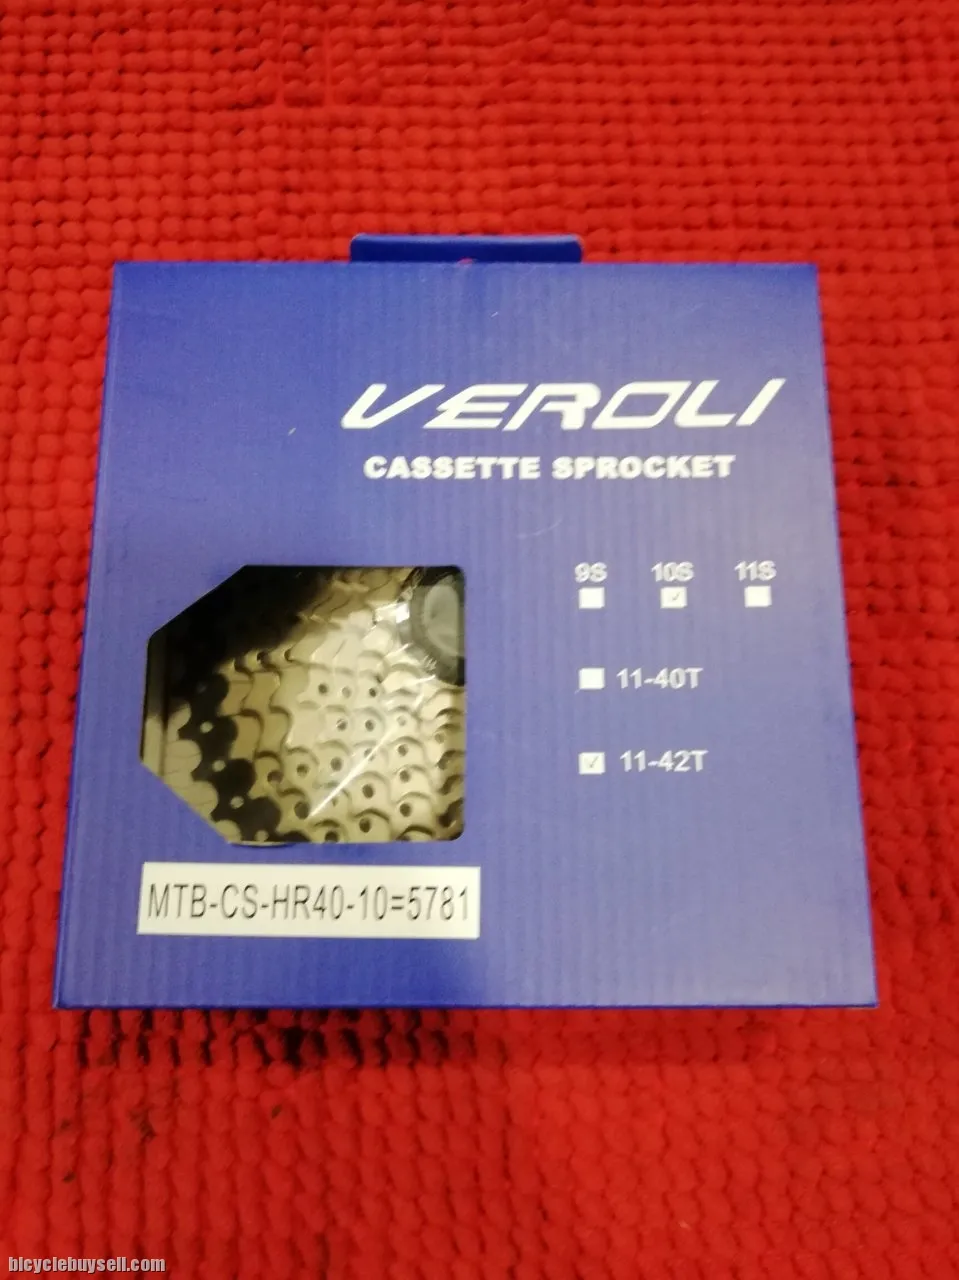 VEROLI
CASSETTE SPROCKET
9S 10S 11S
11-40T
11-42T
MTB-CS-HR40-10=5781
bicyclebuysell.com